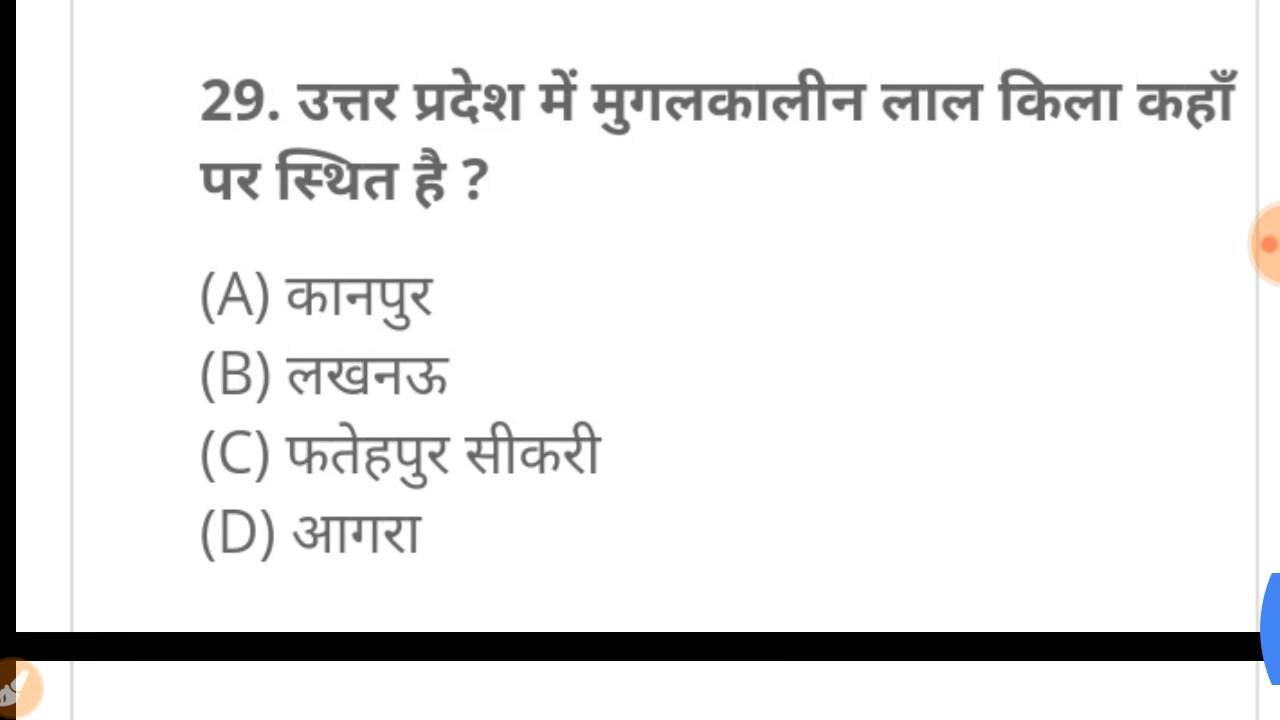 29. उत्तर प्रदेश में मुगलकालीन लाल किला कहाँ
पर स्थित है ?
(A) कानपुर
(B) लखनऊ
(C) फतेहपुर सीकरी
(D) आगरा